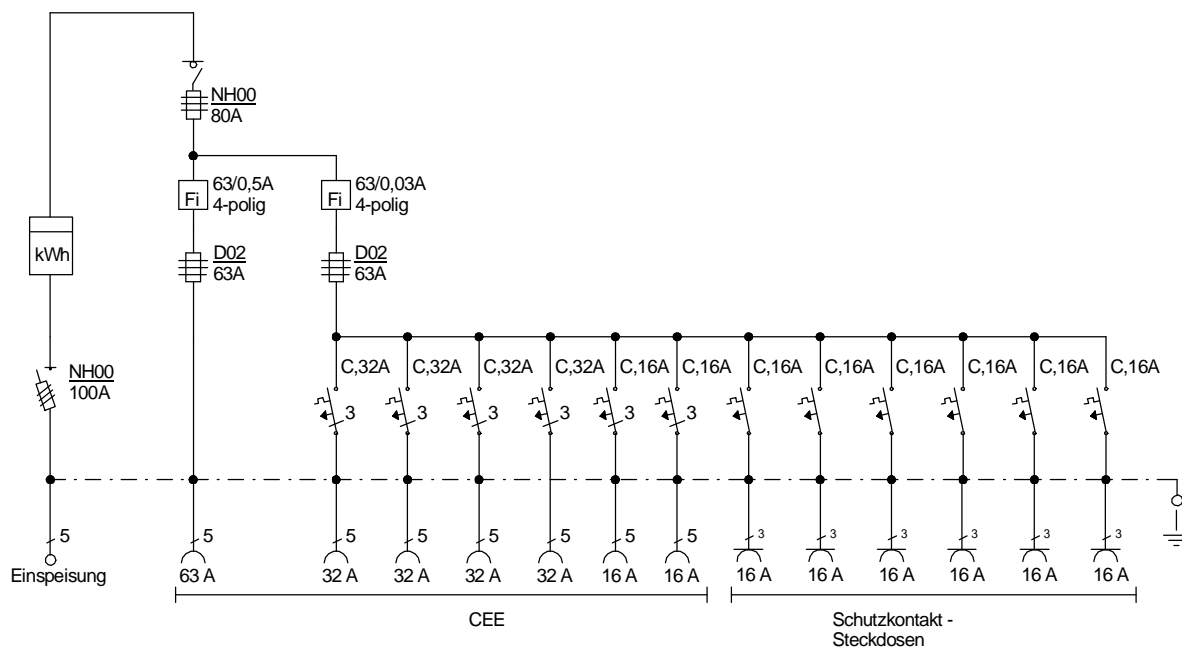 NH00
80A
63/0,5A
4-polig
Fi
63/0,03A
4-polig
Fi
kWh
D02
63A
D02
63A
NH00
100A
C,32A
C,32A
C,32A
C,32A
C,16A
C,16A
C,16A
C,16A
C,16A
C,16A
C,16A
C,16A
3
3
3
3
3
3
5
5
5
5
5
5
5
5
3
3
3
3
3
3
Einspeisung
63 A
32 A
32 A
32 A
32 A
16 A
16 A
16 A
16 A
16 A
16 A
16 A
16 A
CEE
Schutzkontakt -
Steckdosen